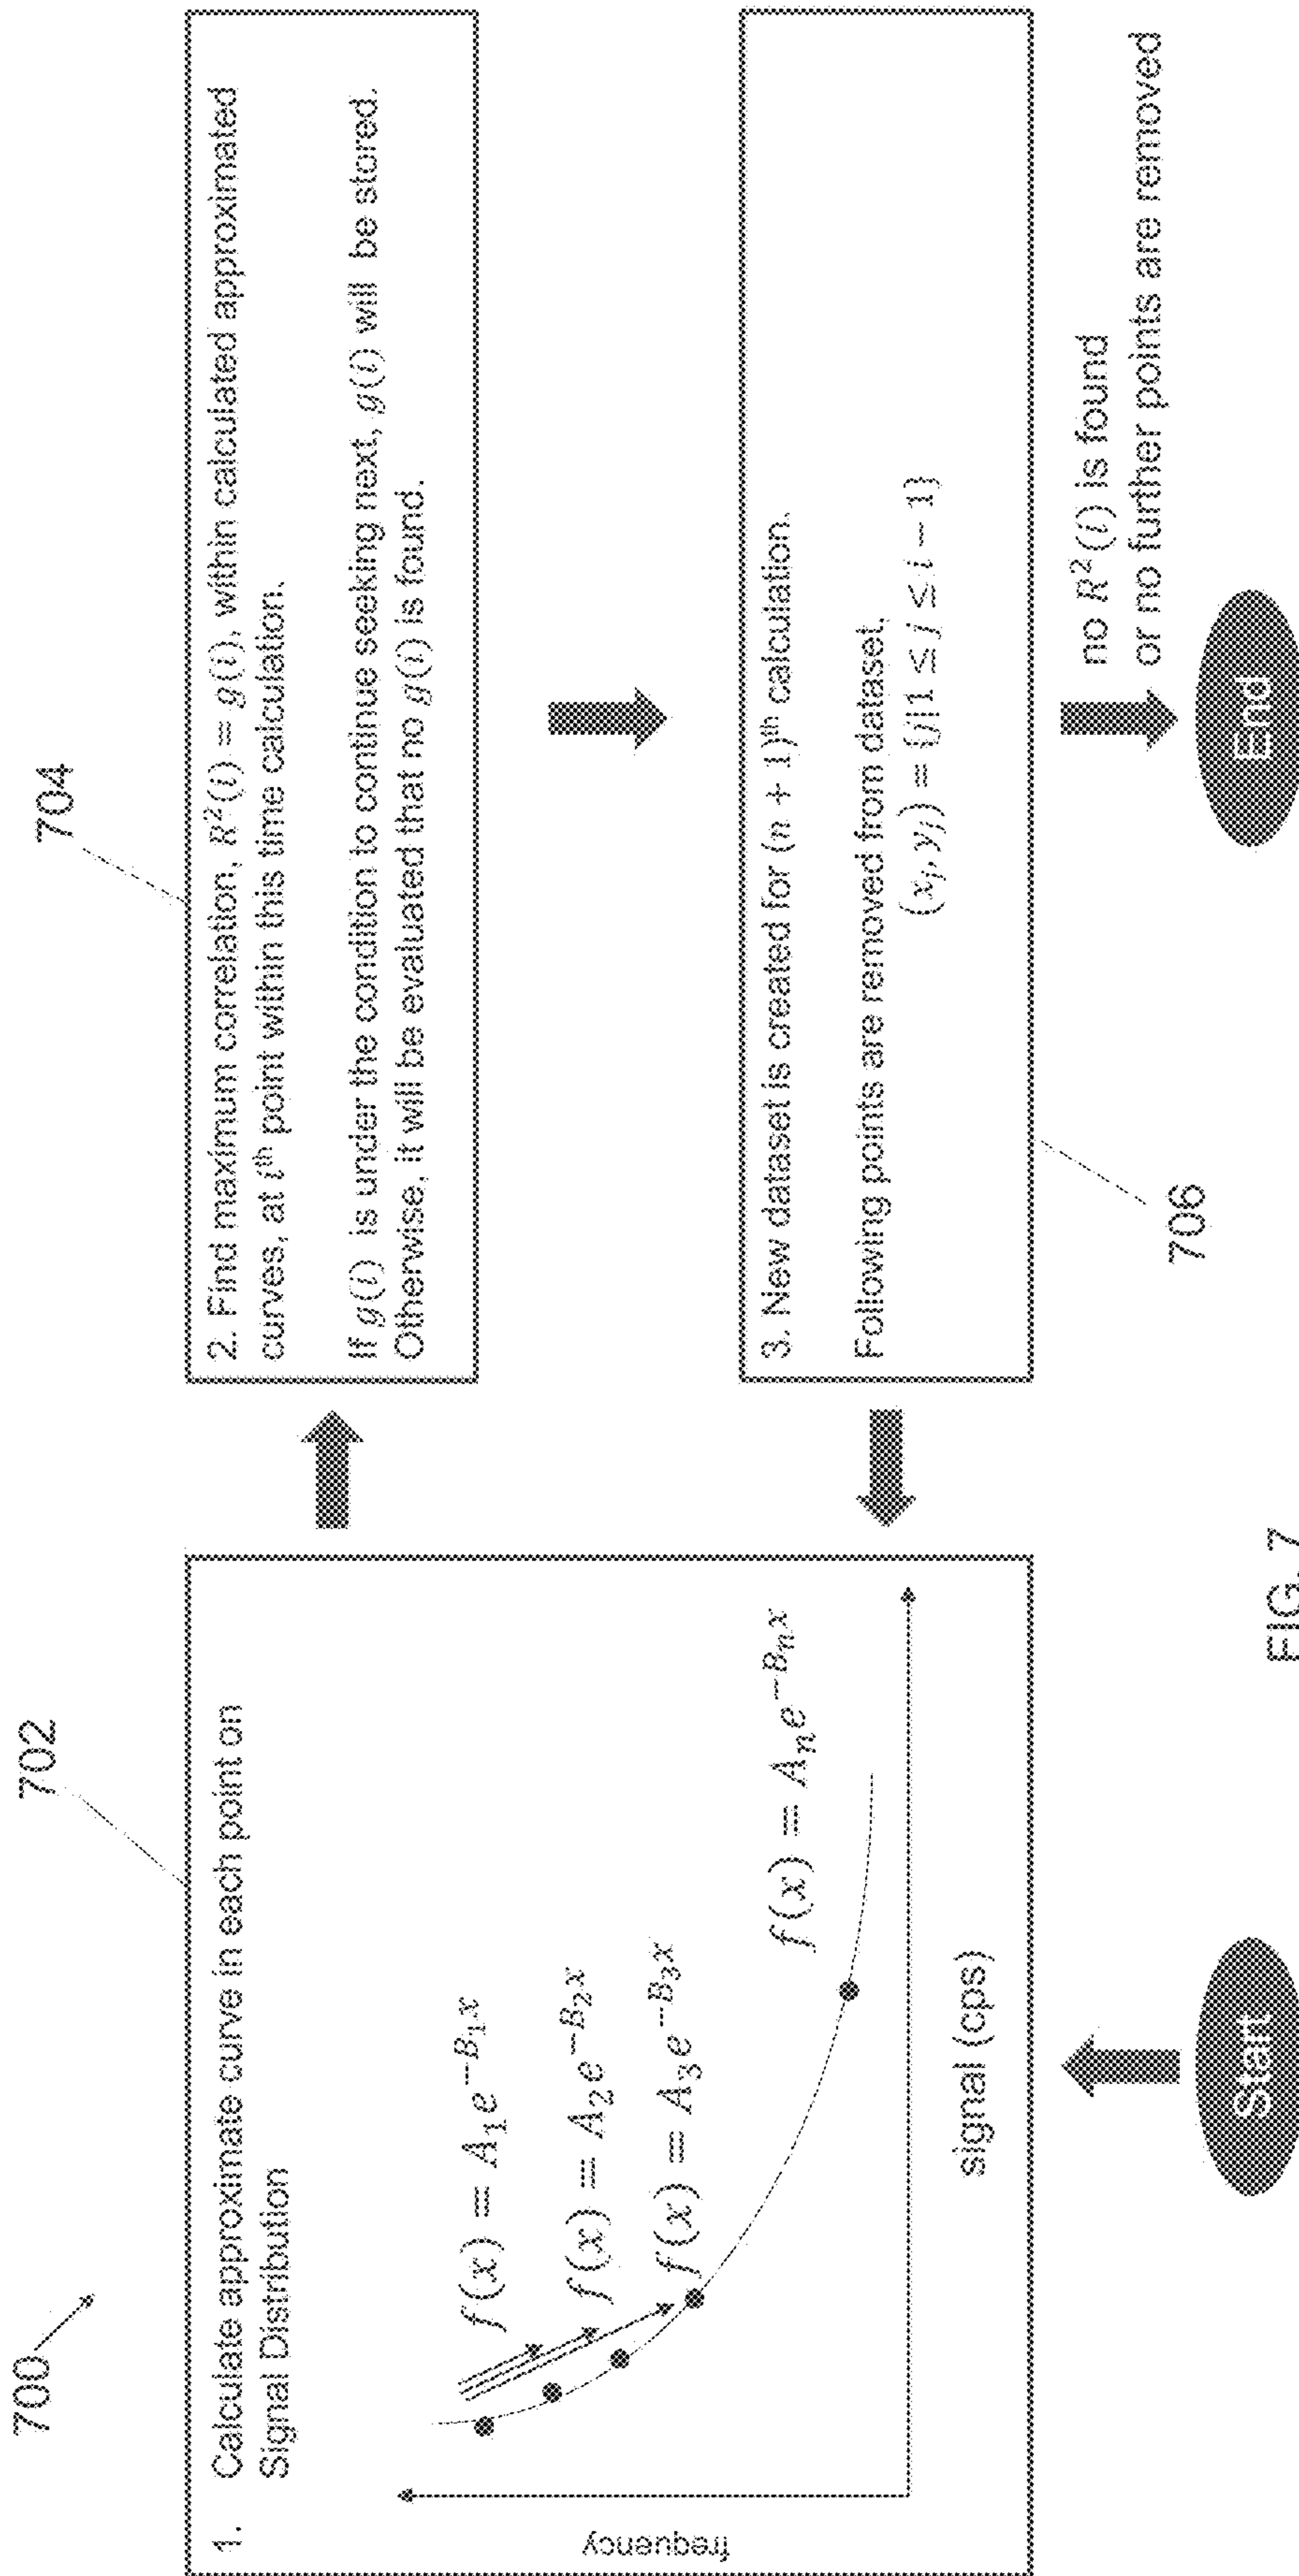 700
702
1. Calculate approximate curve in each point on
Signal Distribution
frequency
f(x) = A₁e^{−B₁x}
f(x) = A₂e^{−B₂x}
f(x) = A₃e^{−B₃x}
f(x) = Aₙe^{−Bₙx}
signal (cps)
Start
704
2. Find maximum correlation, R²(i) = g(i), within calculated approximated
curves, at iᵗʰ point within this time calculation.
If g(i) is under the condition to continue seeking next, g(i) will be stored.
Otherwise, it will be evaluated that no g(i) is found.
3. New dataset is created for (n + 1)ᵗʰ calculation.
Following points are removed from dataset,
(xⱼ, yⱼ) = {j|1 ≤ j ≤ i − 1}
706
no R²(i) is found
or no further points are removed
End
FIG. 7